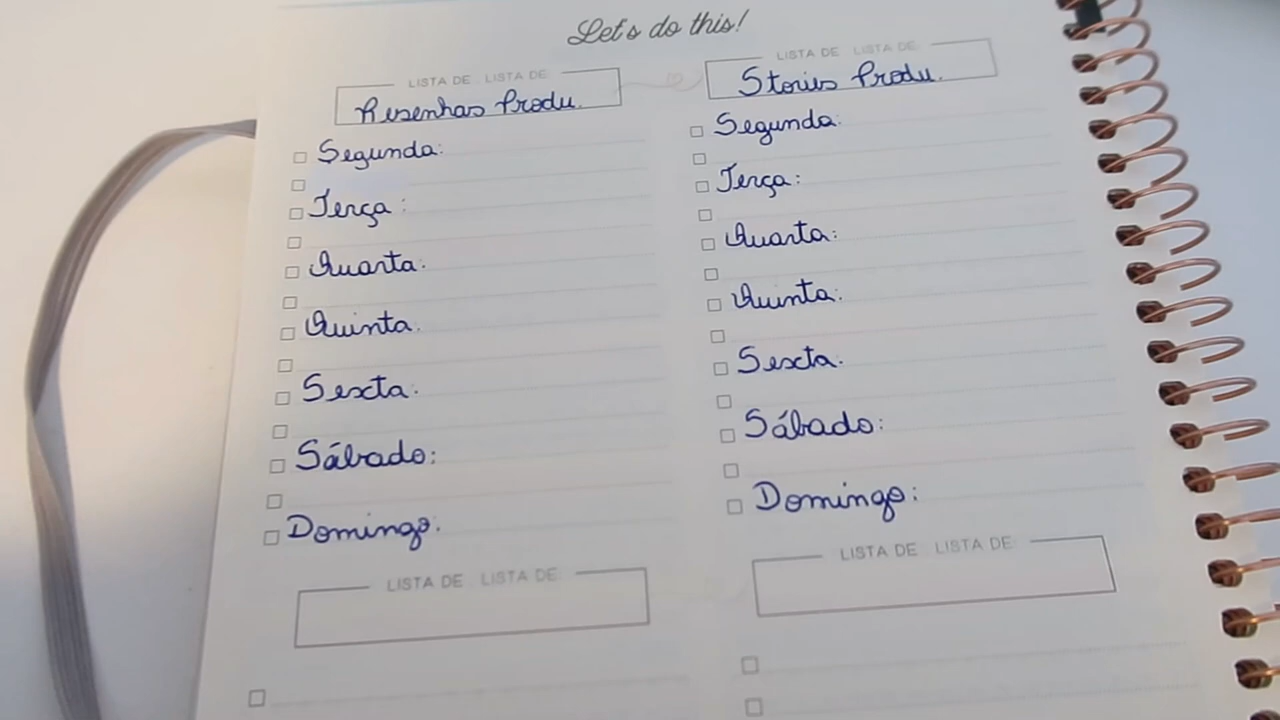 Let's do this!
LISTA DE LISTA DE
Resenhas Produ.
Segunda:
Terça:
Quarta:
Quinta.
Sexta:
Sábado:
Domingo:
LISTA DE LISTA DE
LISTA DE LISTA DE
Stories Produ.
Segunda:
Terça:
Quarta:
Quinta:
Sexta:
Sábado:
Domingo:
LISTA DE LISTA DE